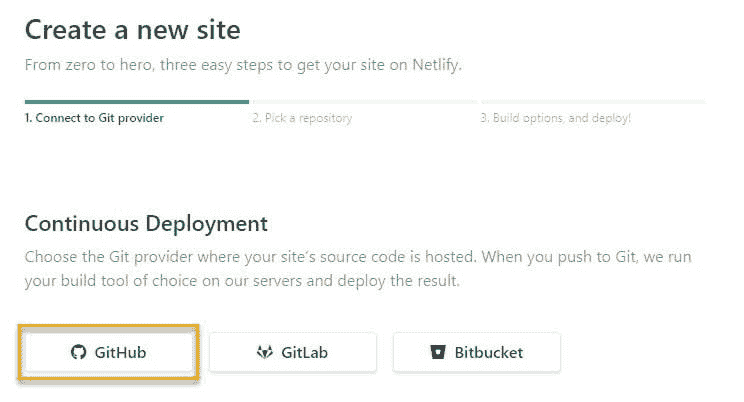 Create a new site
From zero to hero, three easy steps to get your site on Netlify.
1. Connect to Git provider
2. Pick a repository
3. Build options, and deploy!
Continuous Deployment
Choose the Git provider where your site's source code is hosted. When you push to Git, we run
your build tool of choice on our servers and deploy the result.
GitHub
GitLab
Bitbucket